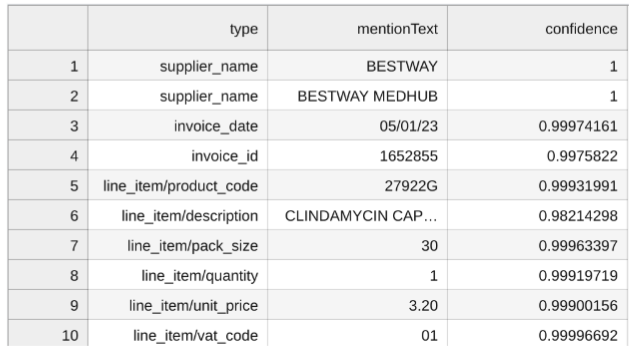 type mentionText confidence
1 supplier_name BESTWAY 1
2 supplier_name BESTWAY MEDHUB 1
3 invoice_date 05/01/23 0.99974161
4 invoice_id 1652855 0.9975822
5 line_item/product_code 27922G 0.99931991
6 line_item/description CLINDAMYCIN CAP... 0.98214298
7 line_item/pack_size 30 0.99963397
8 line_item/quantity 1 0.99919719
9 line_item/unit_price 3.20 0.99900156
10 line_item/vat_code 01 0.99996692